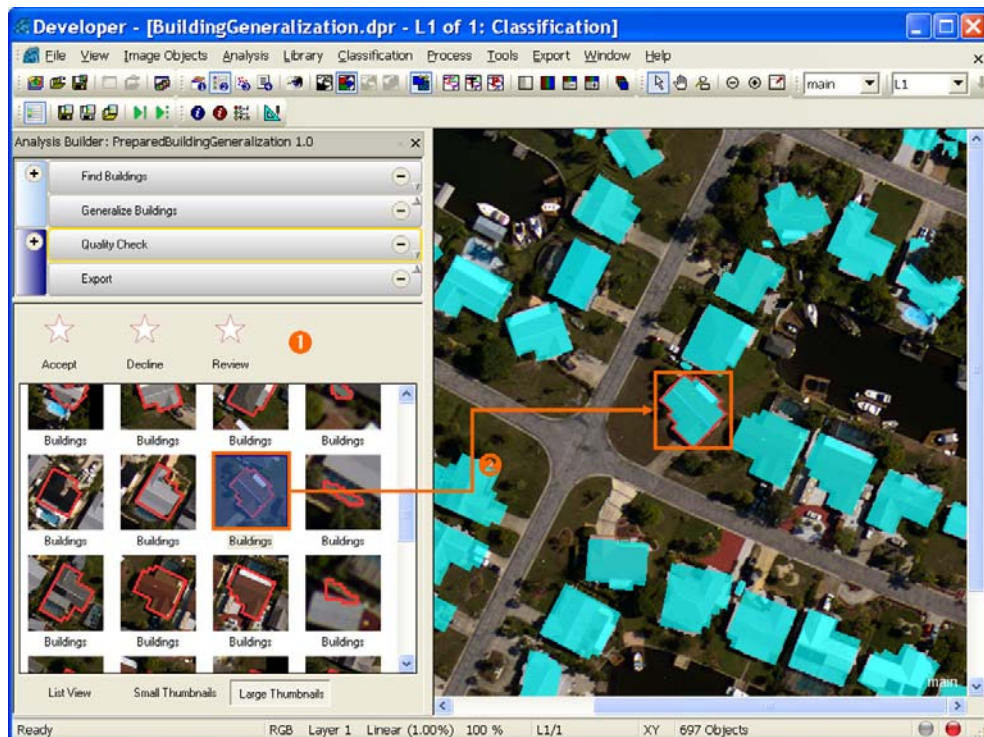 Developer - [BuildingGeneralization.dpr - L1 of 1: Classification]
File View Image Objects Analysis Library Classification Process Tools Export Window Help
main L1
Analysis Builder: PreparedBuildingGeneralization 1.0
Find Buildings
Generalize Buildings
Quality Check
Export
1
Accept Decline Review
Buildings Buildings Buildings Buildings
2
Buildings Buildings Buildings Buildings
Buildings Buildings Buildings Buildings
main
List View Small Thumbnails Large Thumbnails
Ready RGB Layer 1 Linear (1.00%) 100 % L1/1 XY 697 Objects